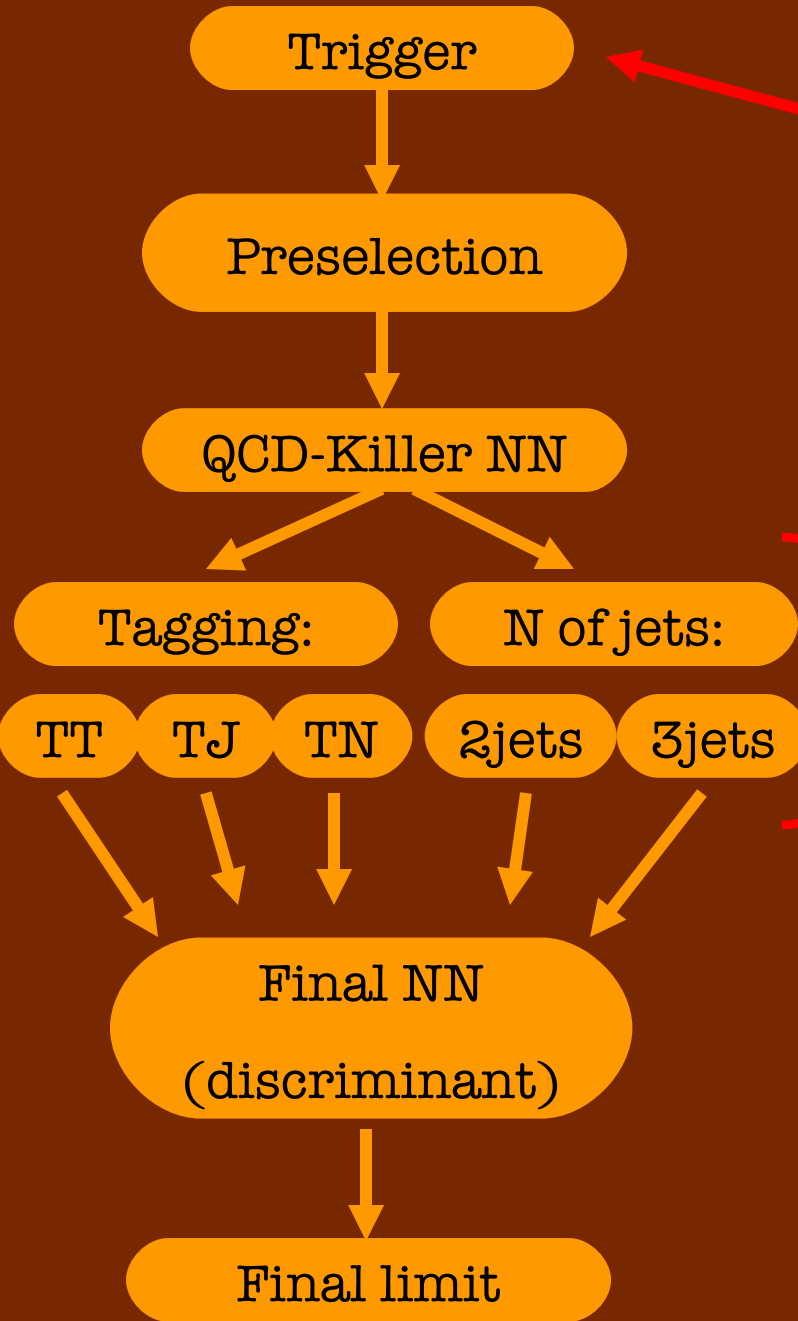 Trigger
Preselection
QCD-Killer NN
Tagging:
N of jets:
TT
TJ
TN
2jets
3jets
Final NN
(discriminant)
Final limit